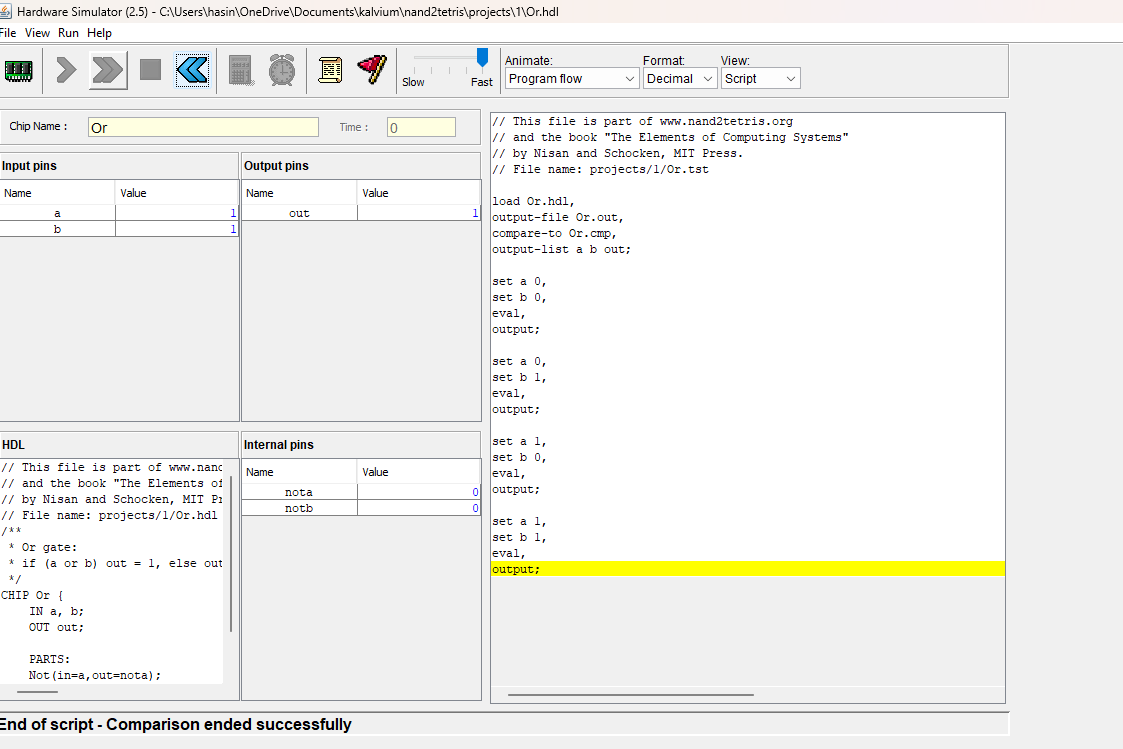 Hardware Simulator (2.5) - C:\Users\hasin\OneDrive\Documents\kalvium\nand2tetris\projects\1\Or.hdl
File View Run Help
Slow
Fast
Animate:
Program flow
Format:
Decimal
View:
Script
Chip Name :
Or
Time :
0
Input pins
Name Value
a 1
b 1
Output pins
Name Value
out 1
HDL
// This file is part of www.nand
// and the book "The Elements of
// by Nisan and Schocken, MIT Pr
// File name: projects/1/Or.hdl
/**
* Or gate:
* if (a or b) out = 1, else out
*/
CHIP Or {
IN a, b;
OUT out;
PARTS:
Not(in=a,out=nota);
Internal pins
Name Value
nota 0
notb 0
// This file is part of www.nand2tetris.org
// and the book "The Elements of Computing Systems"
// by Nisan and Schocken, MIT Press.
// File name: projects/1/Or.tst
load Or.hdl,
output-file Or.out,
compare-to Or.cmp,
output-list a b out;
set a 0,
set b 0,
eval,
output;
set a 0,
set b 1,
eval,
output;
set a 1,
set b 0,
eval,
output;
set a 1,
set b 1,
eval,
output;
End of script - Comparison ended successfully